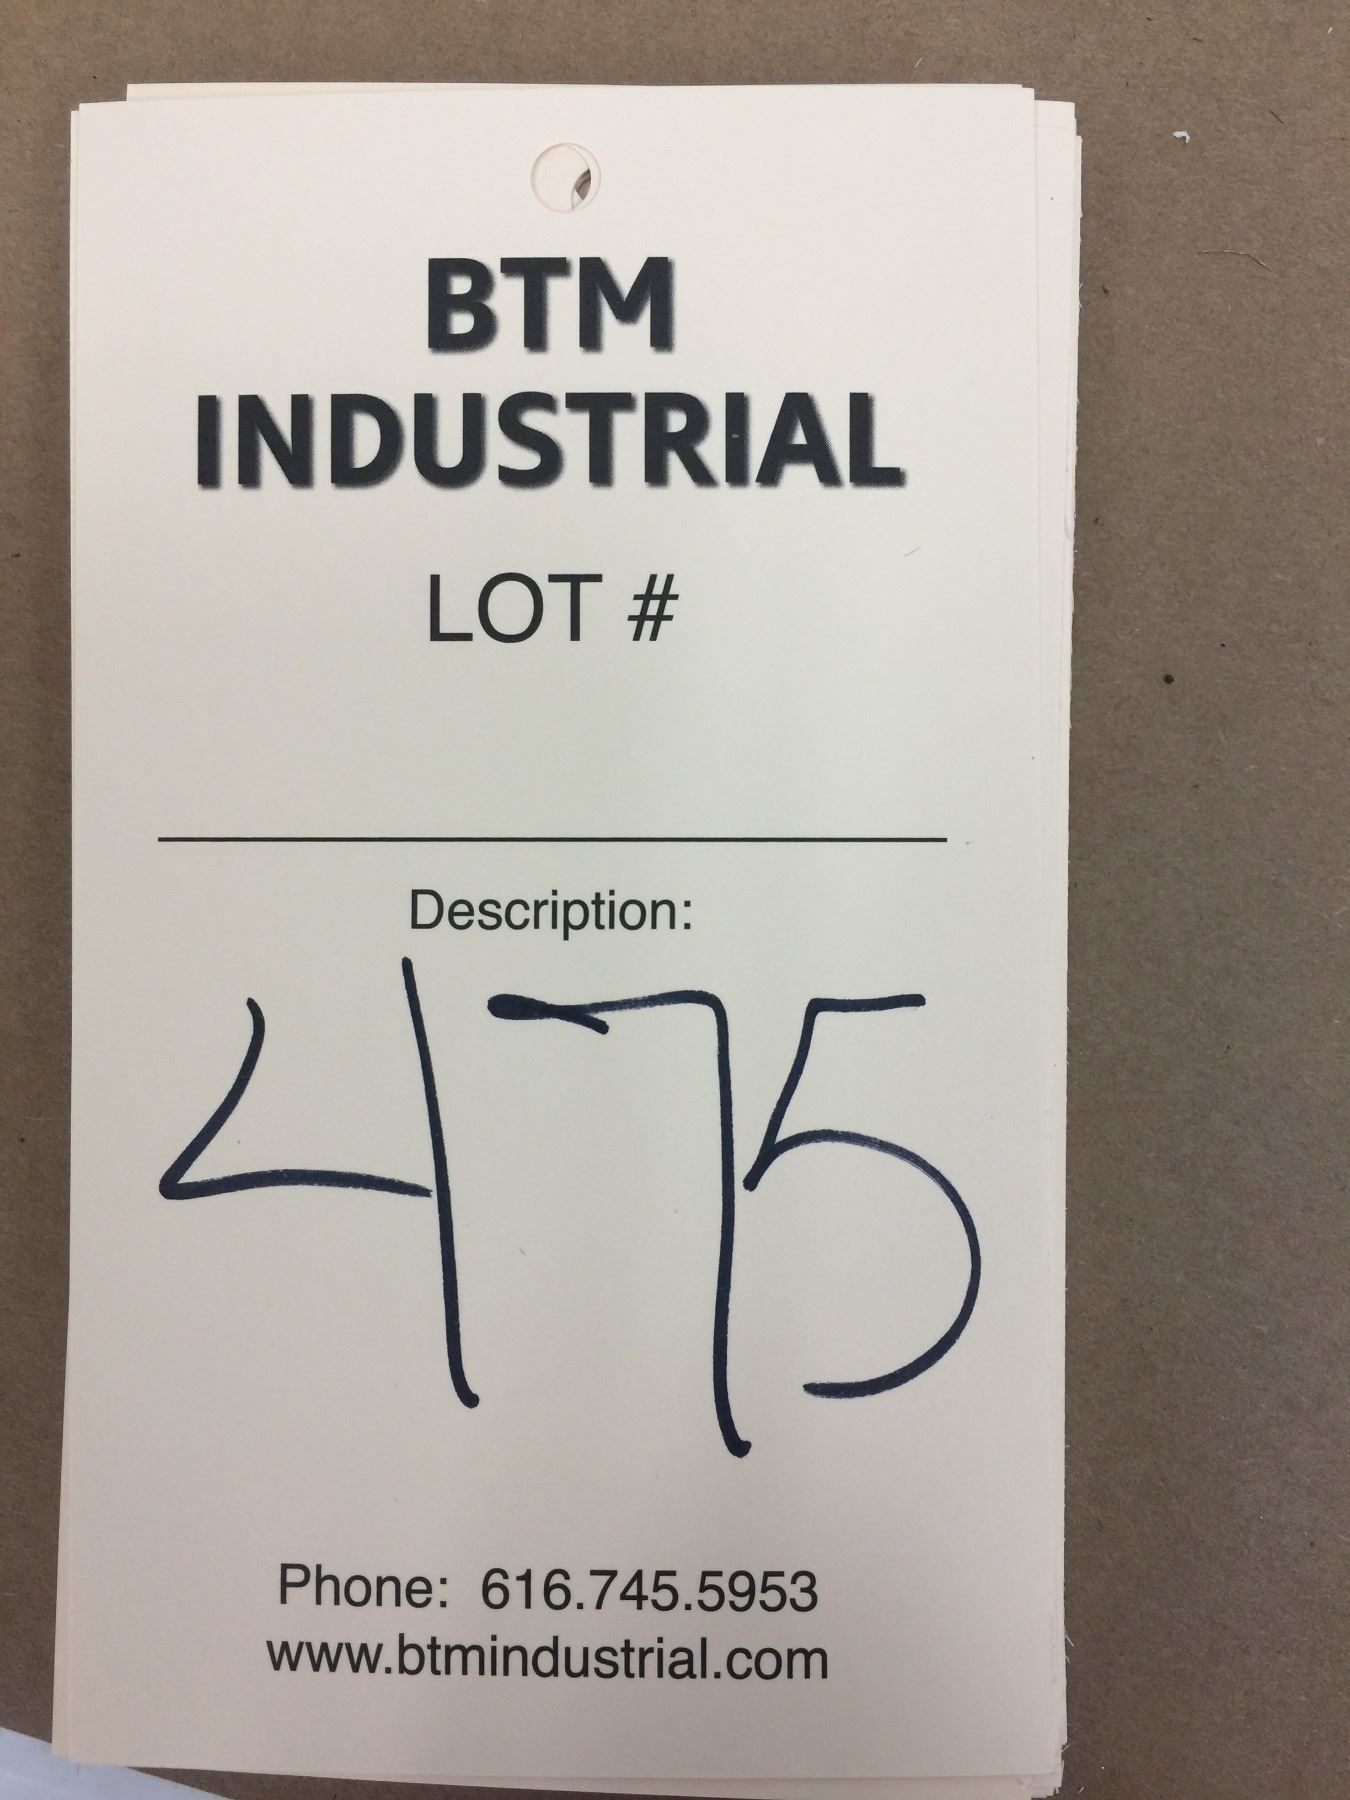 BTM
INDUSTRIAL
LOT #
Description:
475
Phone: 616.745.5953
www.btmindustrial.com